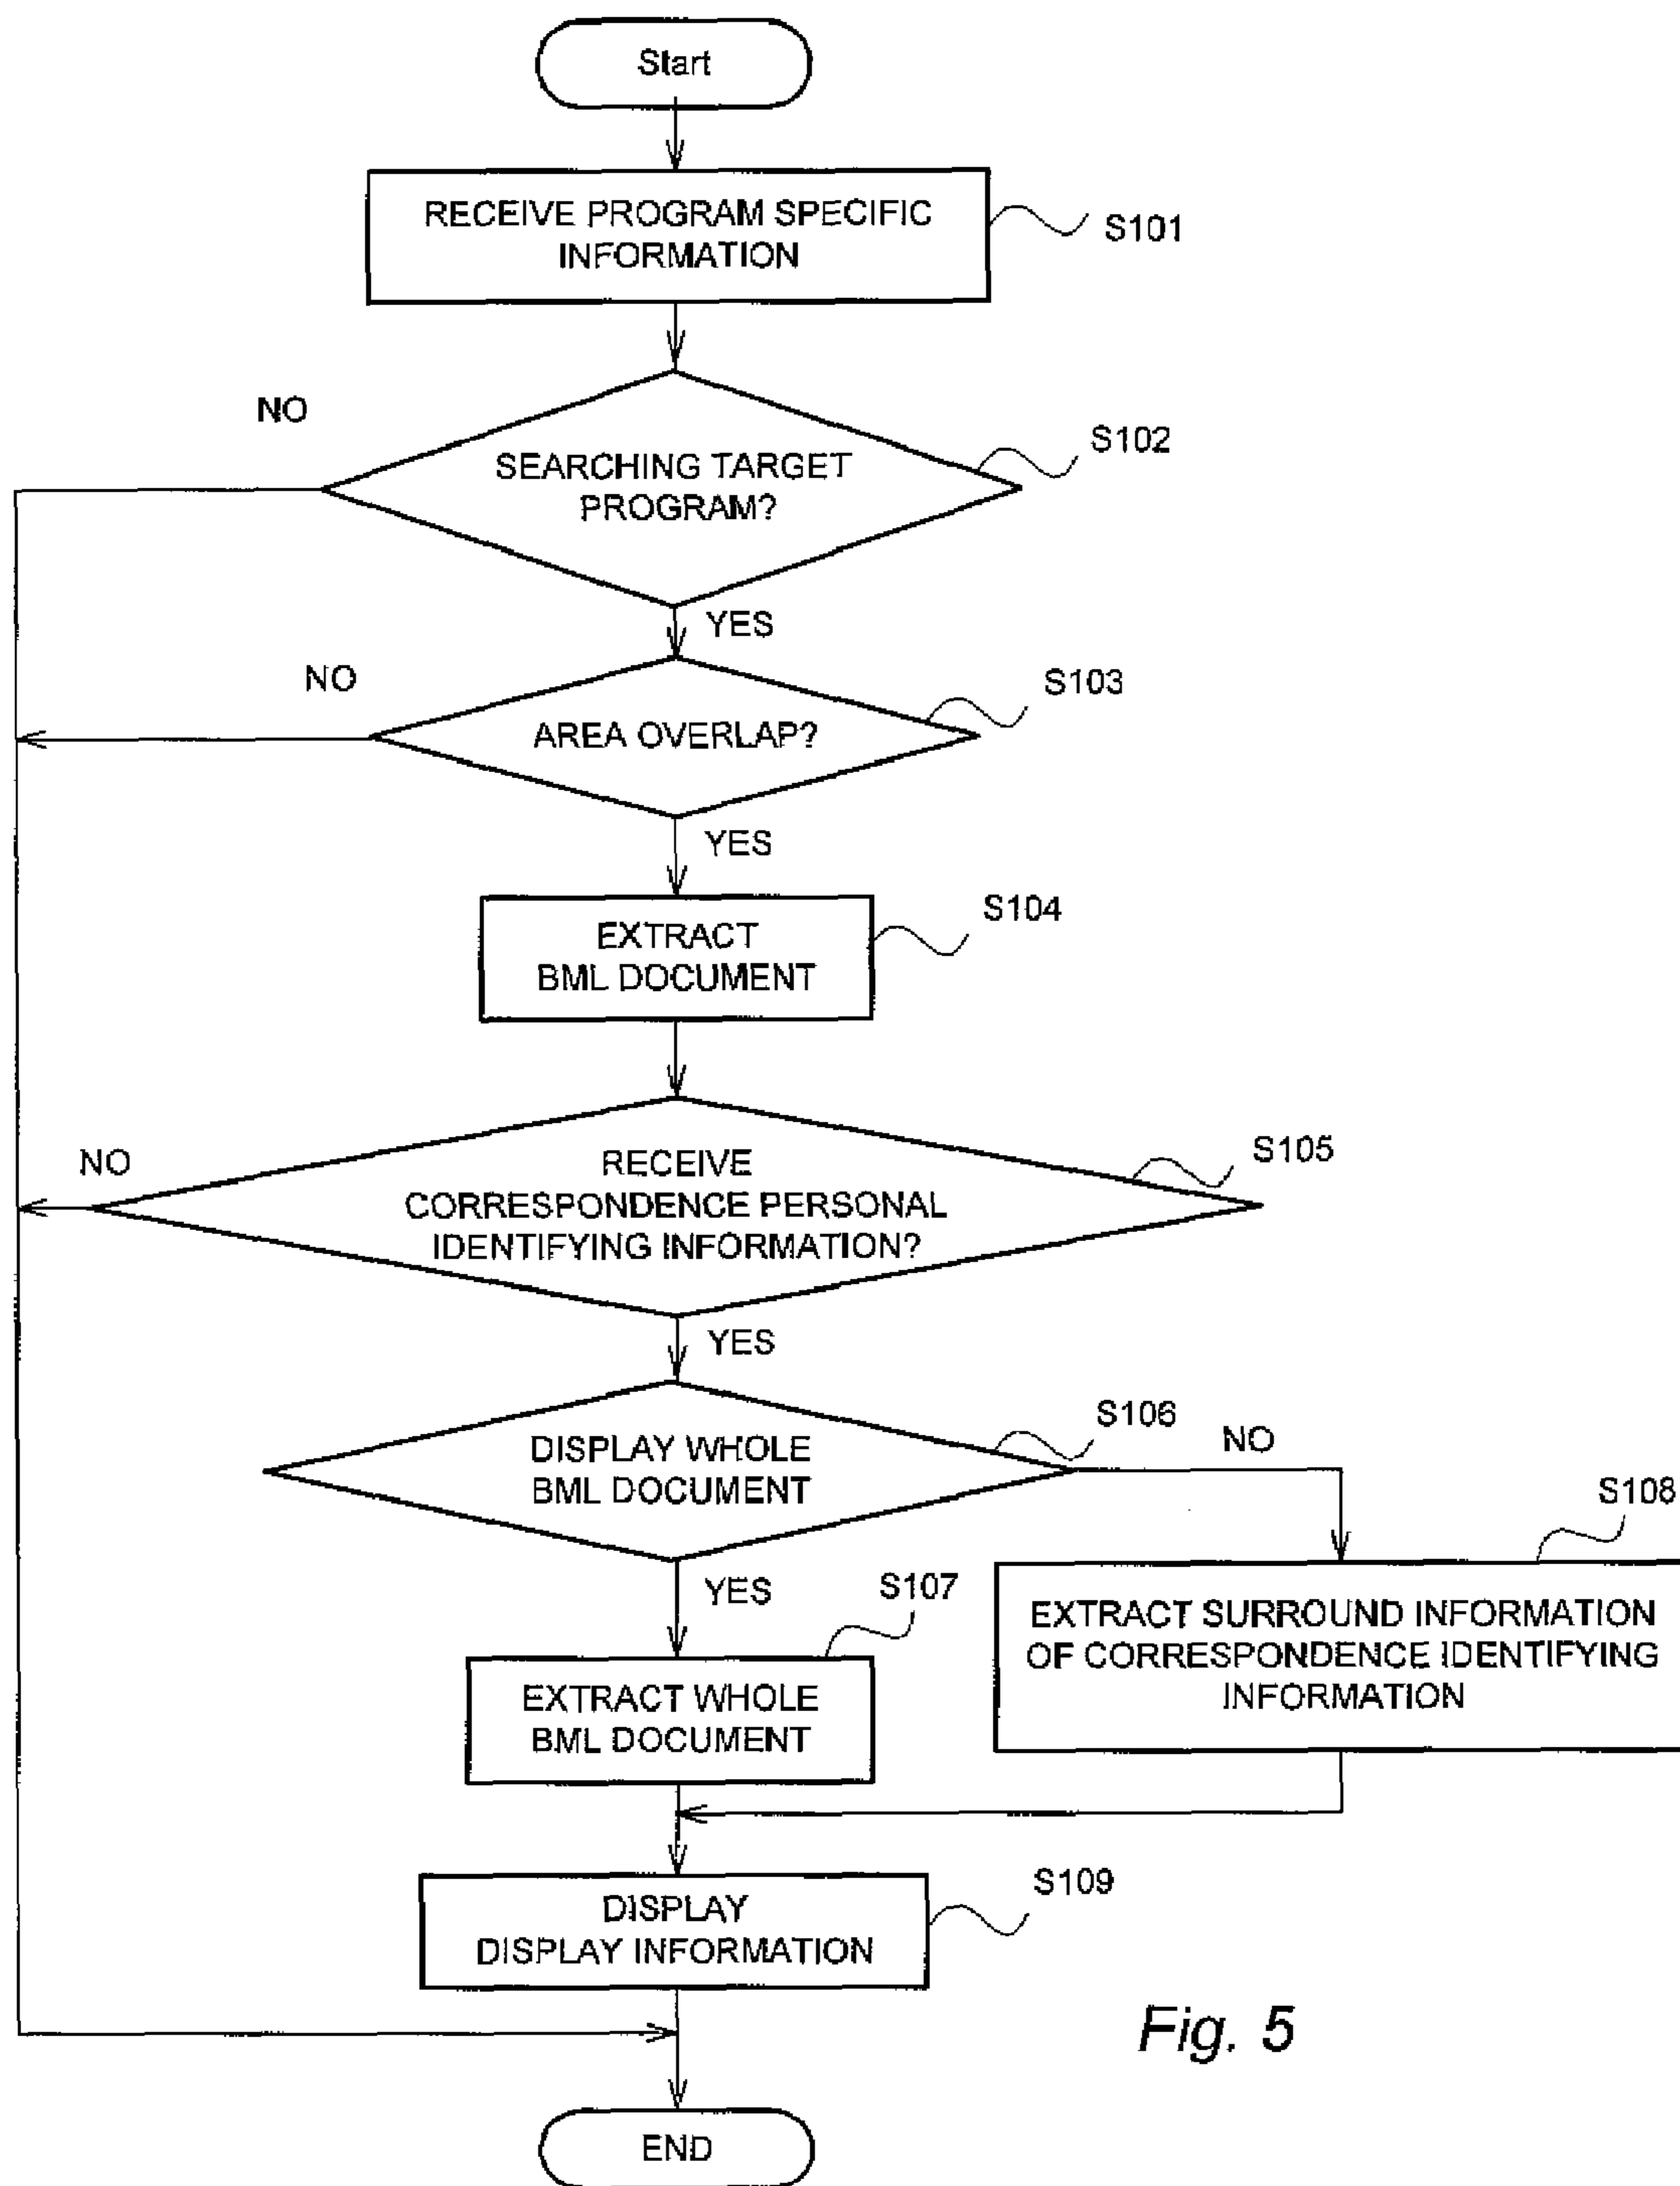 Start
RECEIVE PROGRAM SPECIFIC
INFORMATION
S101
NO
SEARCHING TARGET
PROGRAM?
S102
YES
NO
AREA OVERLAP?
S103
YES
EXTRACT
BML DOCUMENT
S104
NO
RECEIVE
CORRESPONDENCE PERSONAL
IDENTIFYING INFORMATION?
S105
YES
DISPLAY WHOLE
BML DOCUMENT
S106
NO
YES
S107
EXTRACT WHOLE
BML DOCUMENT
S108
EXTRACT SURROUND INFORMATION
OF CORRESPONDENCE IDENTIFYING
INFORMATION
DISPLAY
DISPLAY INFORMATION
S109
Fig. 5
END